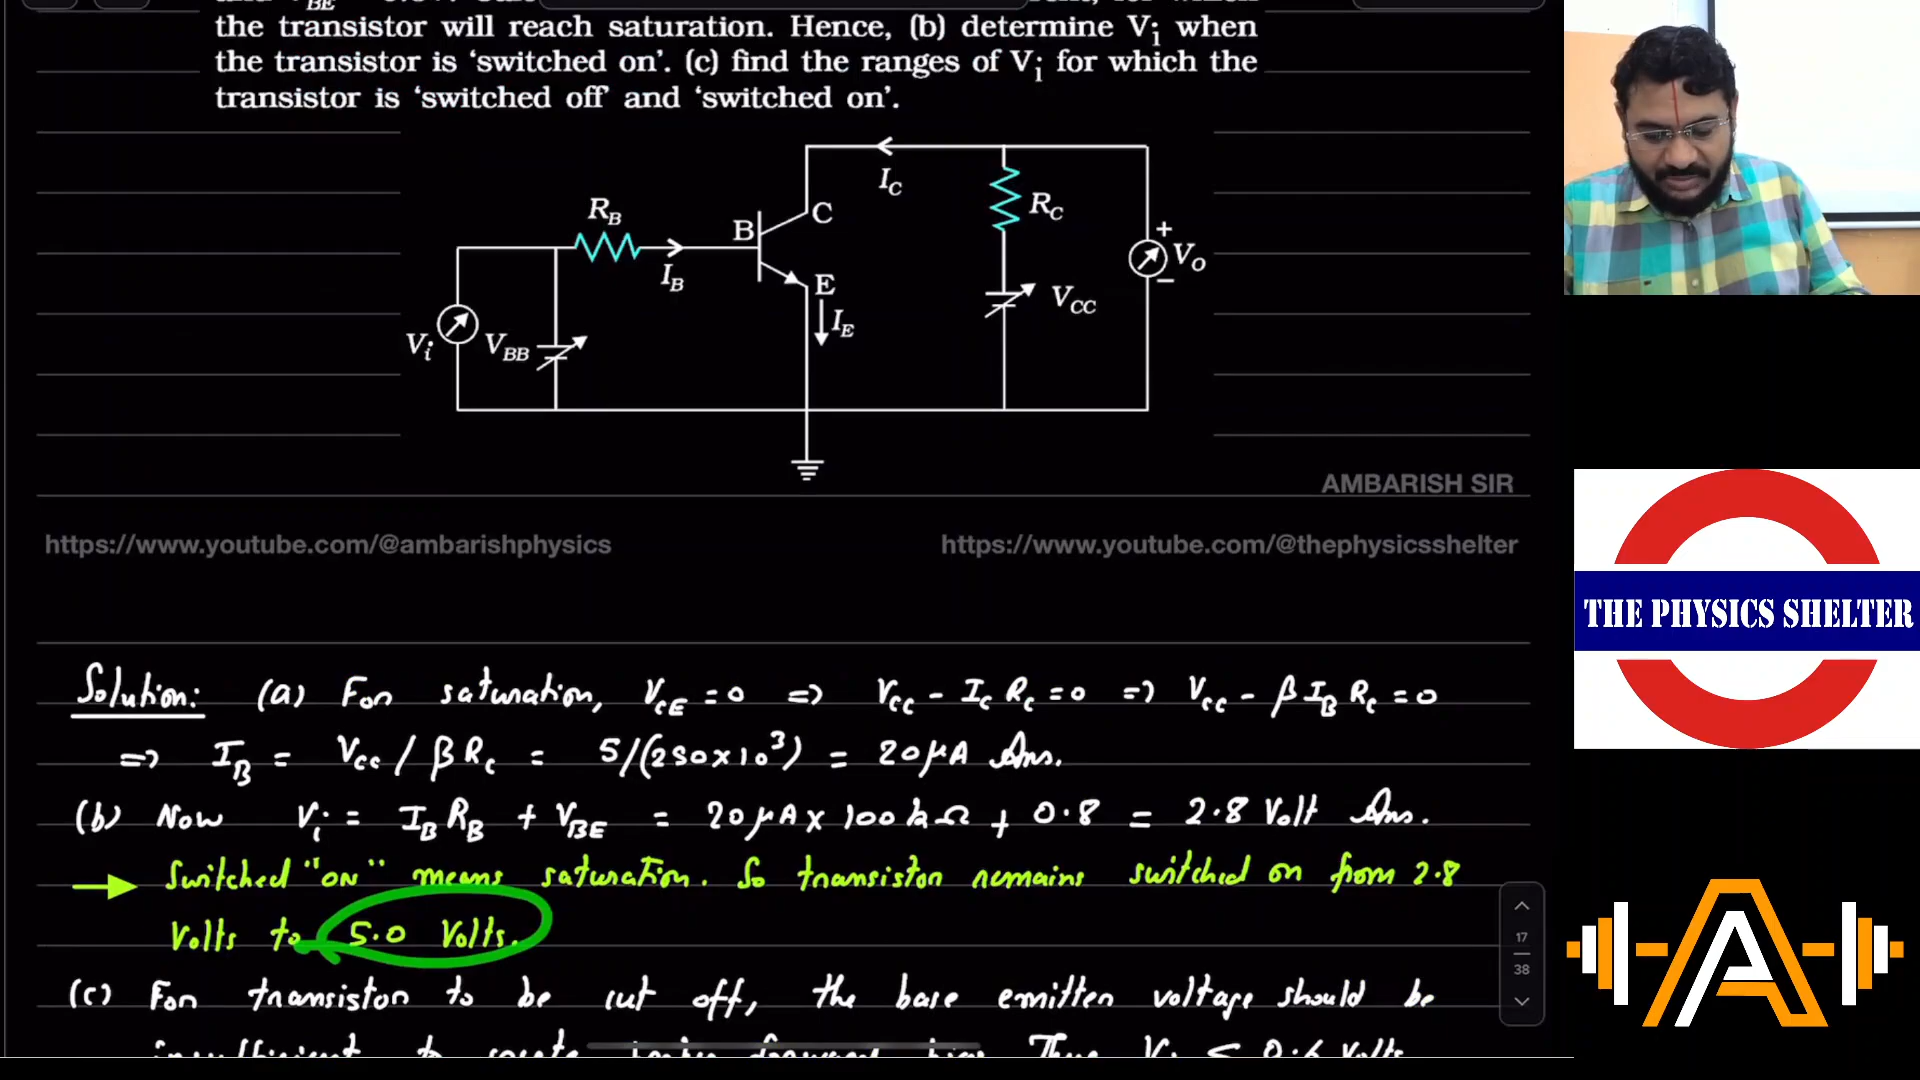 the transistor will reach saturation. Hence, (b) determine Vi when
the transistor is ‘switched on’. (c) find the ranges of Vi for which the
transistor is ‘switched off’ and ‘switched on’.
IC
RC
C
RB
B
+
VO
–
IB
E
VCC
IE
Vi
VBB
AMBARISH SIR
https://www.youtube.com/@ambarishphysics
https://www.youtube.com/@thephysicsshelter
THE PHYSICS SHELTER
Solution: (a) For saturation, VCE = 0 => VCC - IC RC = 0 => VCC - β IB RC = 0
=> IB = VCC / β RC = 5/(250x10³) = 20 μA Ans.
(b) Now Vi = IB RB + VBE = 20 μA x 100 kΩ + 0.8 = 2.8 Volt Ans.
Switched "ON" means saturation. So transistor remains switched on from 2.8
Volts to 5.0 Volts.
17
38
(c) For transistor to be cut off, the base emitter voltage should be